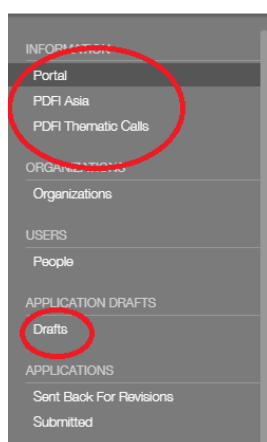 INFORMATION
Portal
PDFI Asia
PDFI Thematic Calls
ORGANIZATIONS
Organizations
USERS
People
APPLICATION DRAFTS
Drafts
APPLICATIONS
Sent Back For Revisions
Submitted